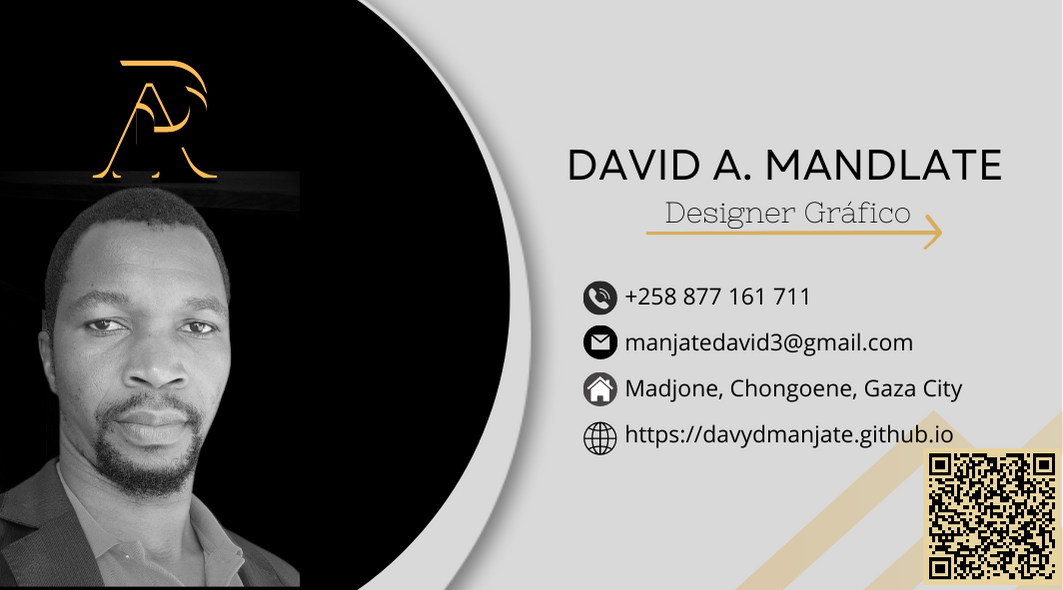 DAVID A. MANDLATE
Designer Gráfico
+258 877 161 711
manjatedavid3@gmail.com
Madjone, Chongoene, Gaza City
https://davydmanjate.github.io